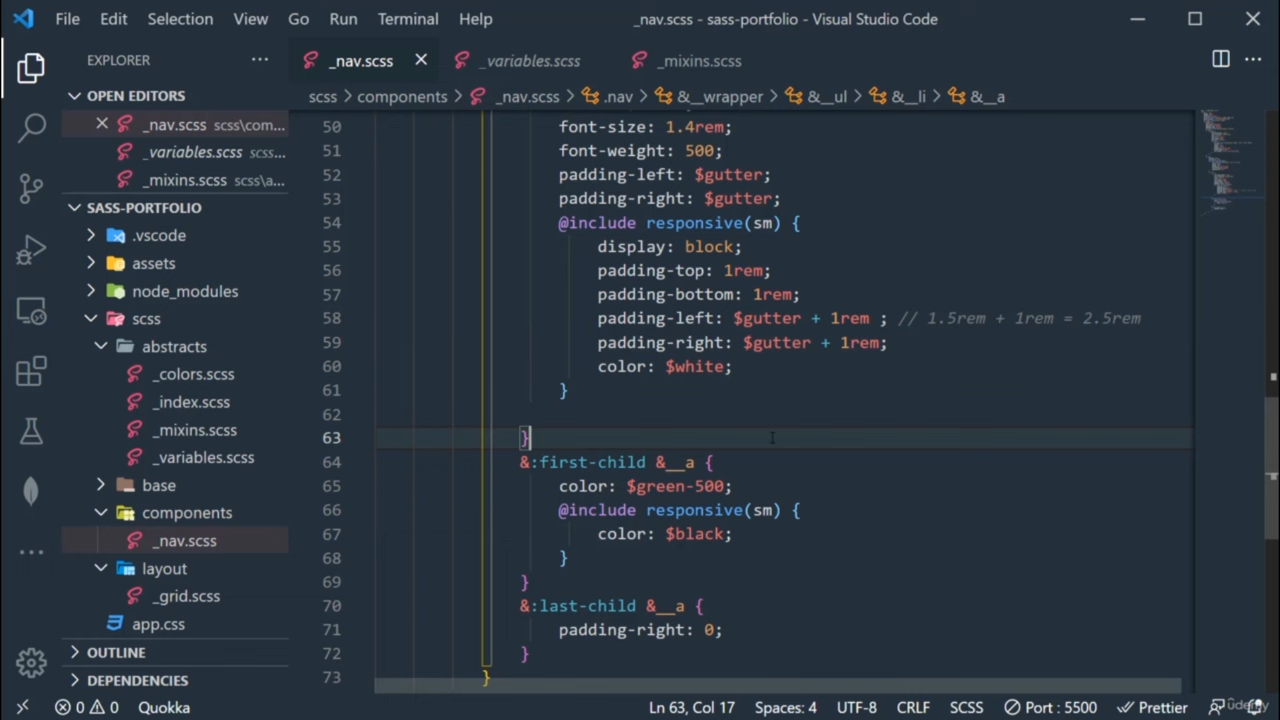 File Edit Selection View Go Run Terminal Help _nav.scss - sass-portfolio - Visual Studio Code
EXPLORER
_nav.scss _variables.scss _mixins.scss
OPEN EDITORS
scss > components > _nav.scss > .nav > &__wrapper > &__ul > &__li > &__a
_nav.scss scss\com...
_variables.scss scss...
_mixins.scss scss\a...
SASS-PORTFOLIO
.vscode
assets
node_modules
scss
abstracts
_colors.scss
_index.scss
_mixins.scss
_variables.scss
base
components
_nav.scss
layout
_grid.scss
app.css
OUTLINE
DEPENDENCIES
50 font-size: 1.4rem;
51 font-weight: 500;
52 padding-left: $gutter;
53 padding-right: $gutter;
54 @include responsive(sm) {
55 display: block;
56 padding-top: 1rem;
57 padding-bottom: 1rem;
58 padding-left: $gutter + 1rem ; // 1.5rem + 1rem = 2.5rem
59 padding-right: $gutter + 1rem;
60 color: $white;
61 }
62
63 }
64 &:first-child &__a {
65 color: $green-500;
66 @include responsive(sm) {
67 color: $black;
68 }
69 }
70 &:last-child &__a {
71 padding-right: 0;
72 }
73 }
0 0 Quokka Ln 63, Col 17 Spaces: 4 UTF-8 CRLF SCSS Port : 5500 Prettier
ûdemy